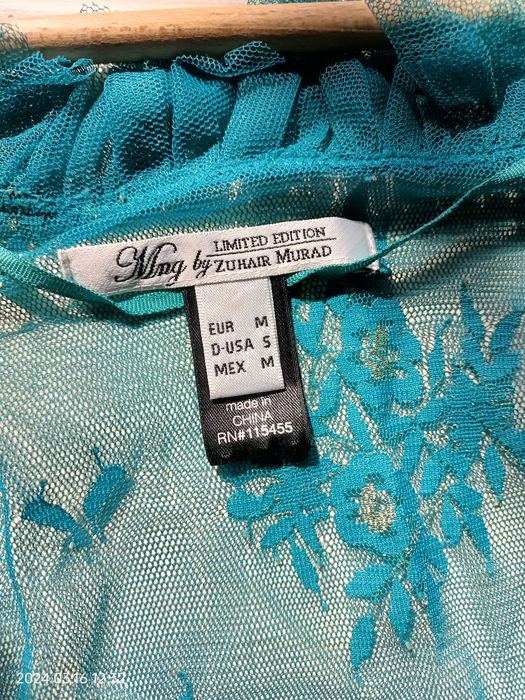 Mng by LIMITED EDITION
ZUHAIR MURAD
EUR M
D-USA S
MEX M
made in
CHINA
RN#115455
2024.03.16 12:32